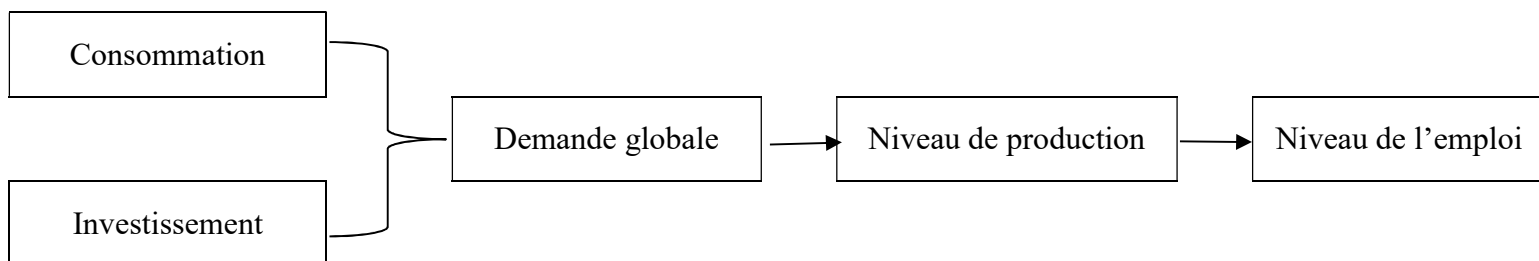 Consommation
Demande globale
Niveau de production
Niveau de l’emploi
Investissement